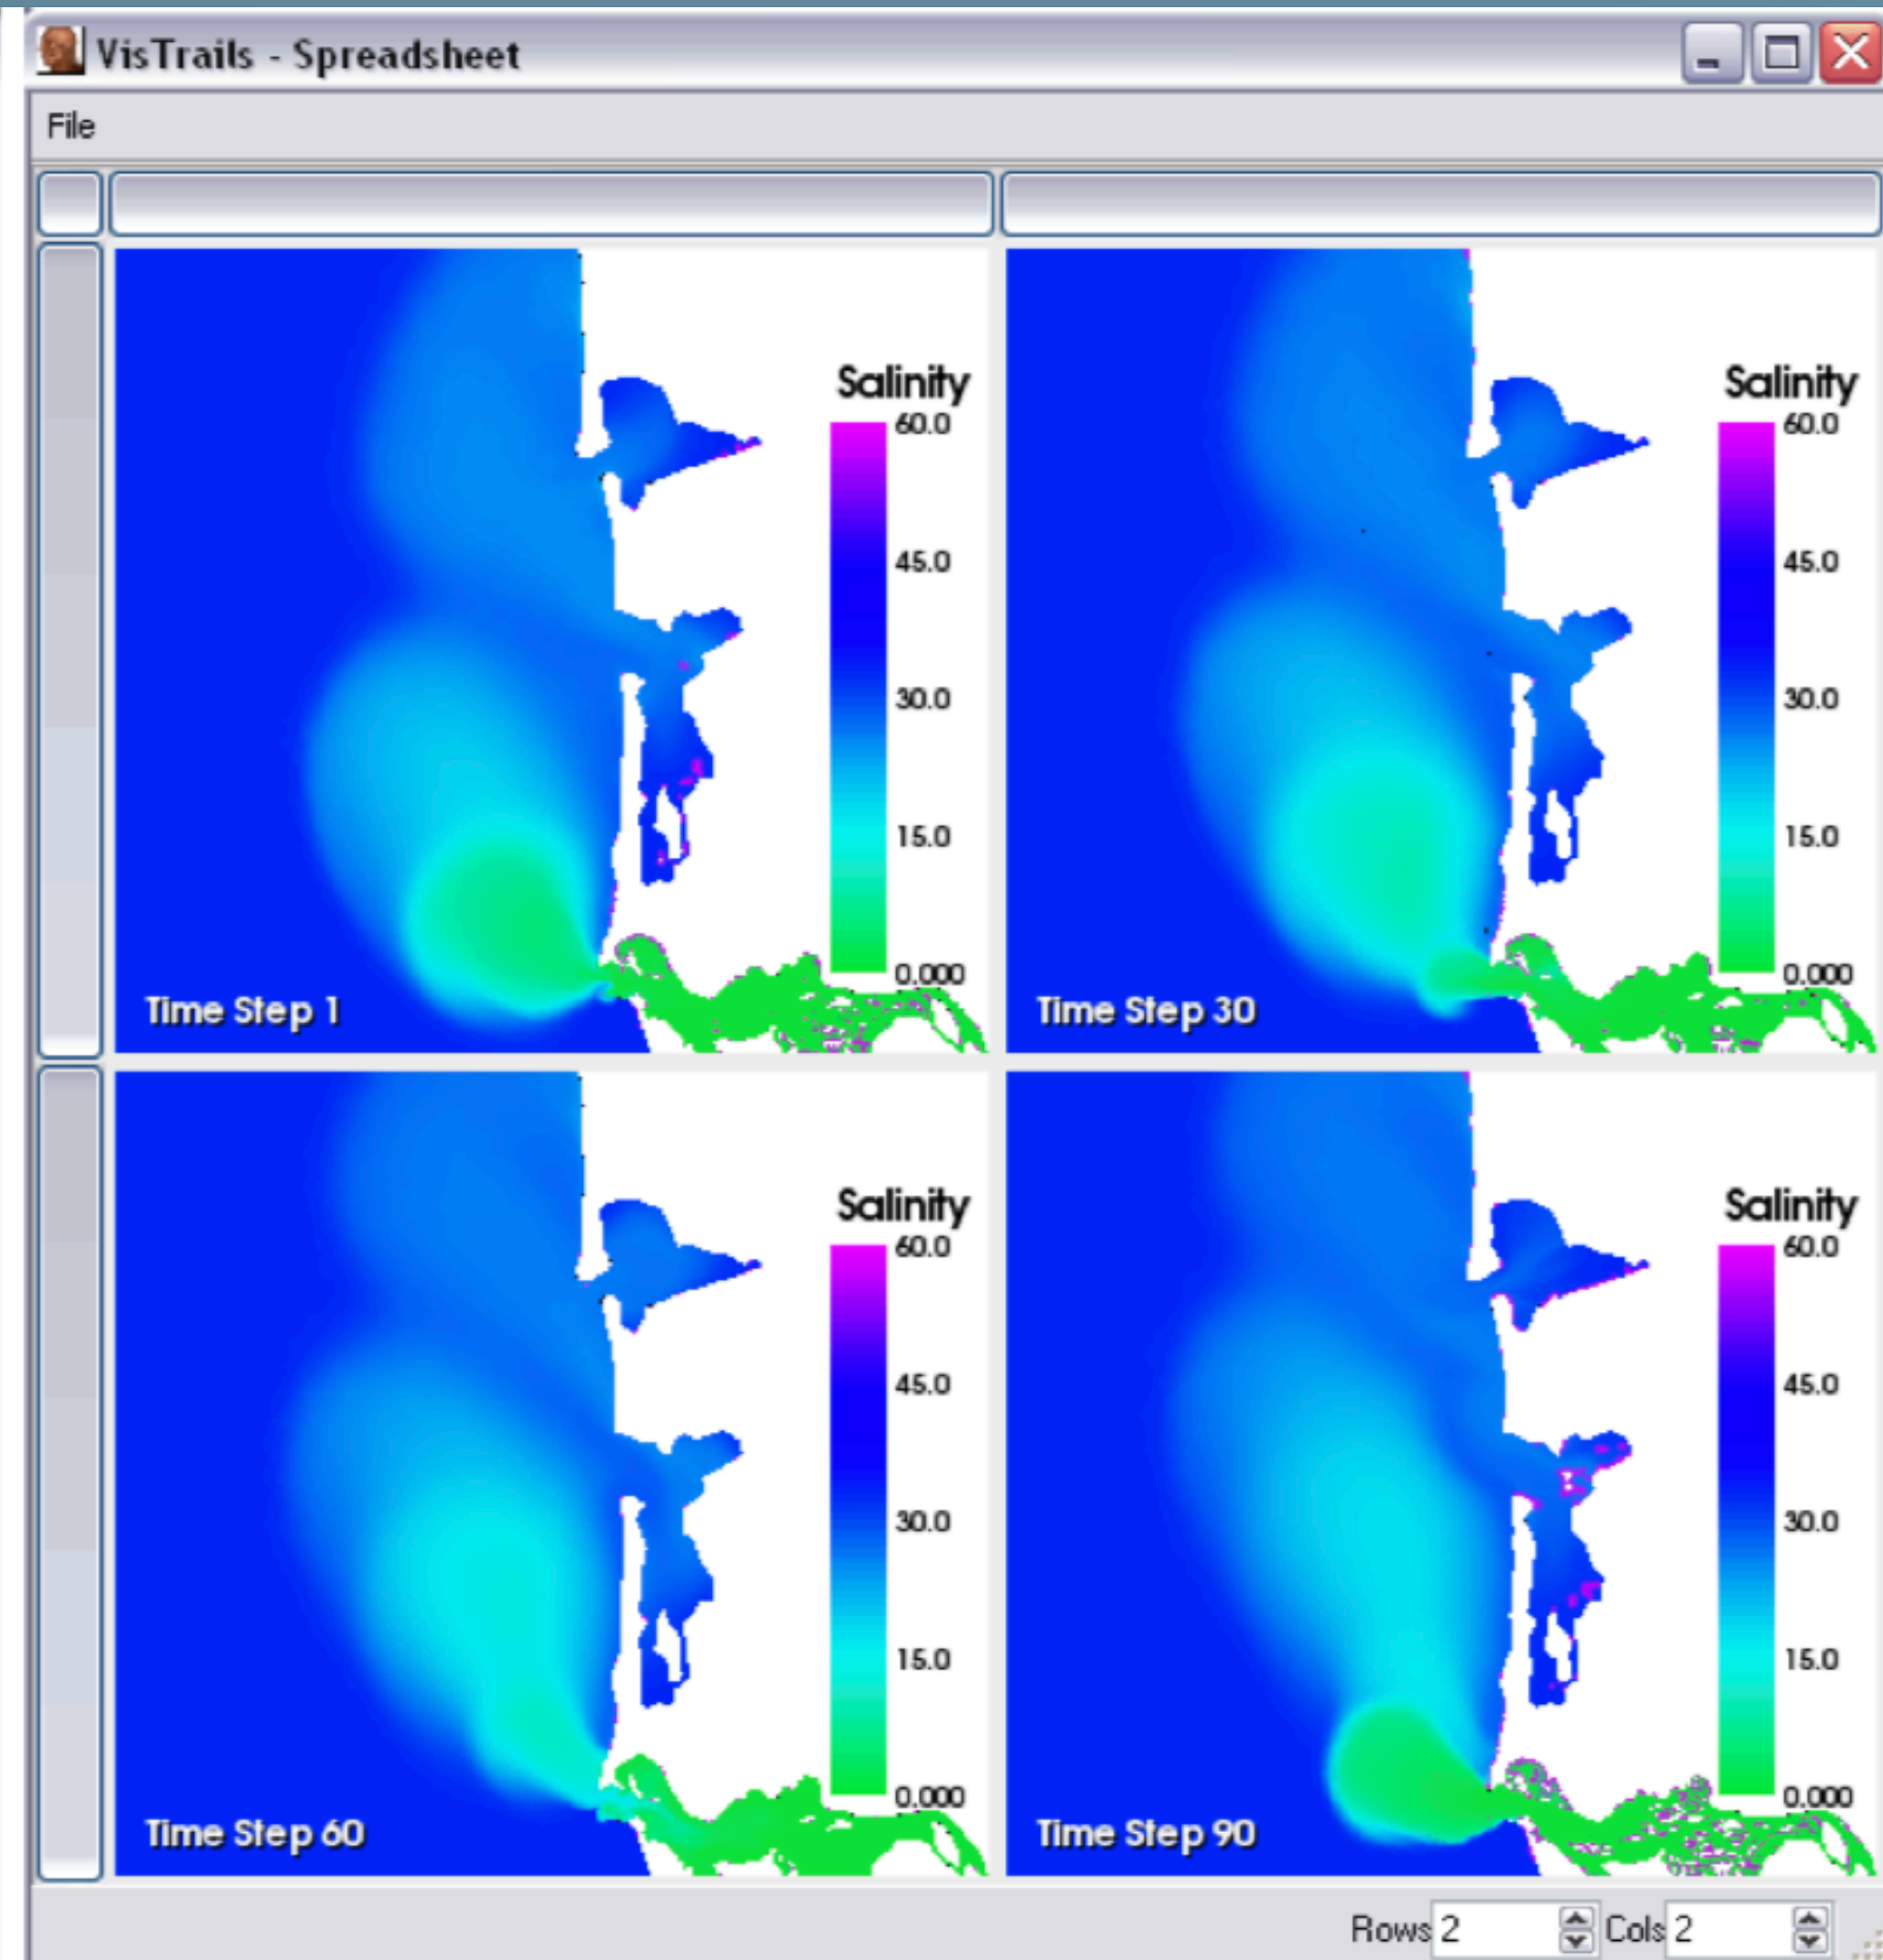 VisTrails - Spreadsheet
File
Salinity
60.0
45.0
30.0
15.0
0.000
Time Step 1
Salinity
60.0
45.0
30.0
15.0
0.000
Time Step 30
Salinity
60.0
45.0
30.0
15.0
0.000
Time Step 60
Salinity
60.0
45.0
30.0
15.0
0.000
Time Step 90
Rows 2 Cols 2